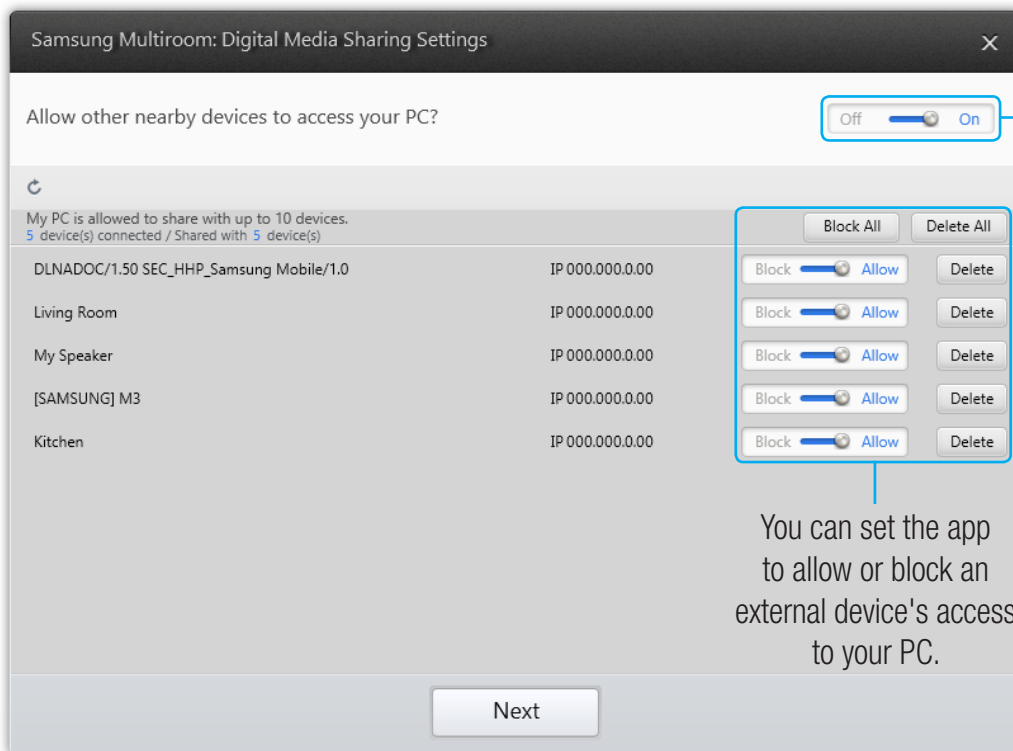 Samsung Multiroom: Digital Media Sharing Settings
Allow other nearby devices to access your PC?
Off On
My PC is allowed to share with up to 10 devices.
5 device(s) connected / Shared with 5 device(s)
Block All Delete All
DLNADOC/1.50 SEC_HHP_Samsung Mobile/1.0 IP 000.000.0.00 Block Allow Delete
Living Room IP 000.000.0.00 Block Allow Delete
My Speaker IP 000.000.0.00 Block Allow Delete
[SAMSUNG] M3 IP 000.000.0.00 Block Allow Delete
Kitchen IP 000.000.0.00 Block Allow Delete
You can set the app
to allow or block an
external device's access
to your PC.
Next